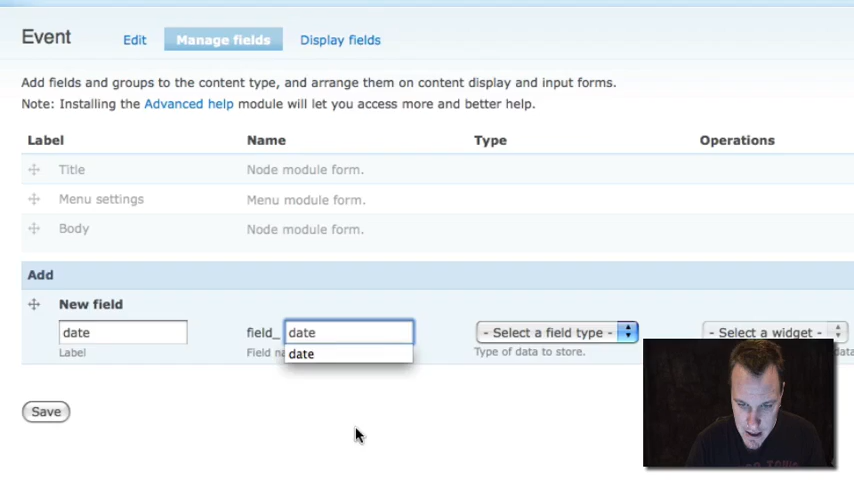 Event Edit Manage fields Display fields
Add fields and groups to the content type, and arrange them on content display and input forms.
Note: Installing the Advanced help module will let you access more and better help.
Label Name Type Operations
Title Node module form.
Menu settings Menu module form.
Body Node module form.
Add
New field
date field_ date - Select a field type - - Select a widget -
Label Field Type of data to store.
date
Save